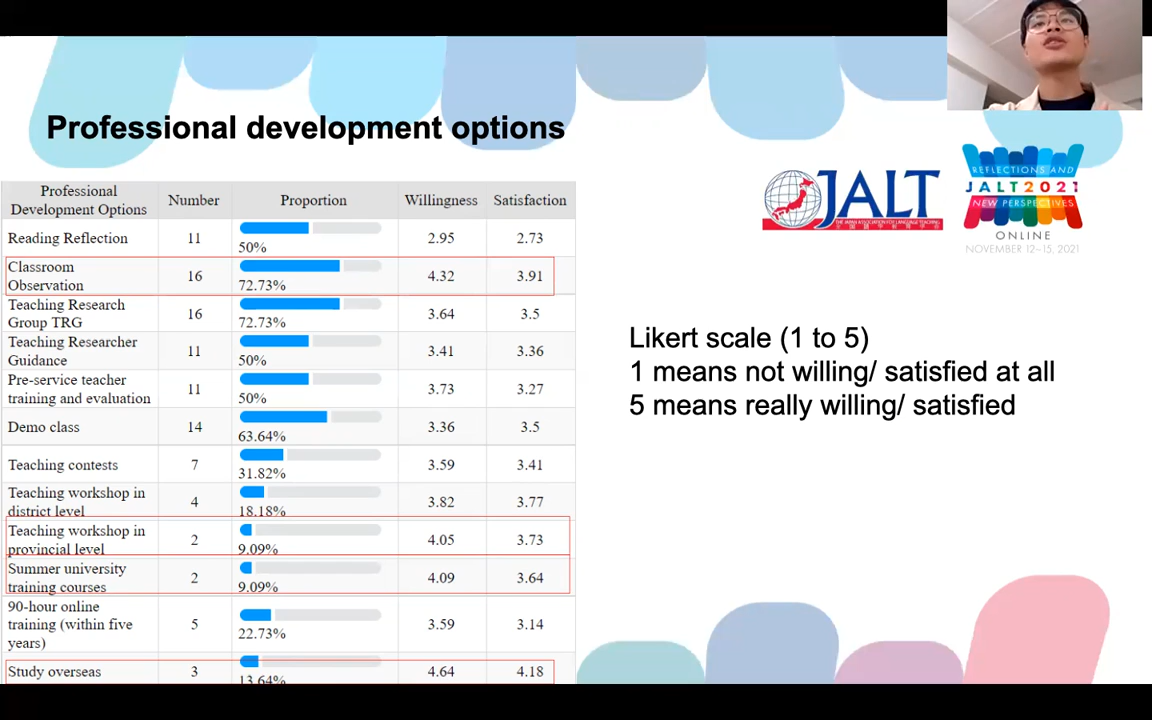 Professional development options
Professional
Development Options
Number
Proportion
Willingness
Satisfaction
Reading Reflection
11
50%
2.95
2.73
Classroom
Observation
16
72.73%
4.32
3.91
Teaching Research
Group TRG
16
72.73%
3.64
3.5
Teaching Researcher
Guidance
11
50%
3.41
3.36
Pre-service teacher
training and evaluation
11
50%
3.73
3.27
Demo class
14
63.64%
3.36
3.5
Teaching contests
7
31.82%
3.59
3.41
Teaching workshop in
district level
4
18.18%
3.82
3.77
Teaching workshop in
provincial level
2
9.09%
4.05
3.73
Summer university
training courses
2
9.09%
4.09
3.64
90-hour online
training (within five
years)
5
22.73%
3.59
3.14
Study overseas
3
13.64%
4.64
4.18
JALT
THE JAPAN ASSOCIATION FOR LANGUAGE TEACHING
REFLECTIONS AND
JALT2021
NEW PERSPECTIVES
ONLINE
NOVEMBER 12–15, 2021
Likert scale (1 to 5)
1 means not willing/ satisfied at all
5 means really willing/ satisfied